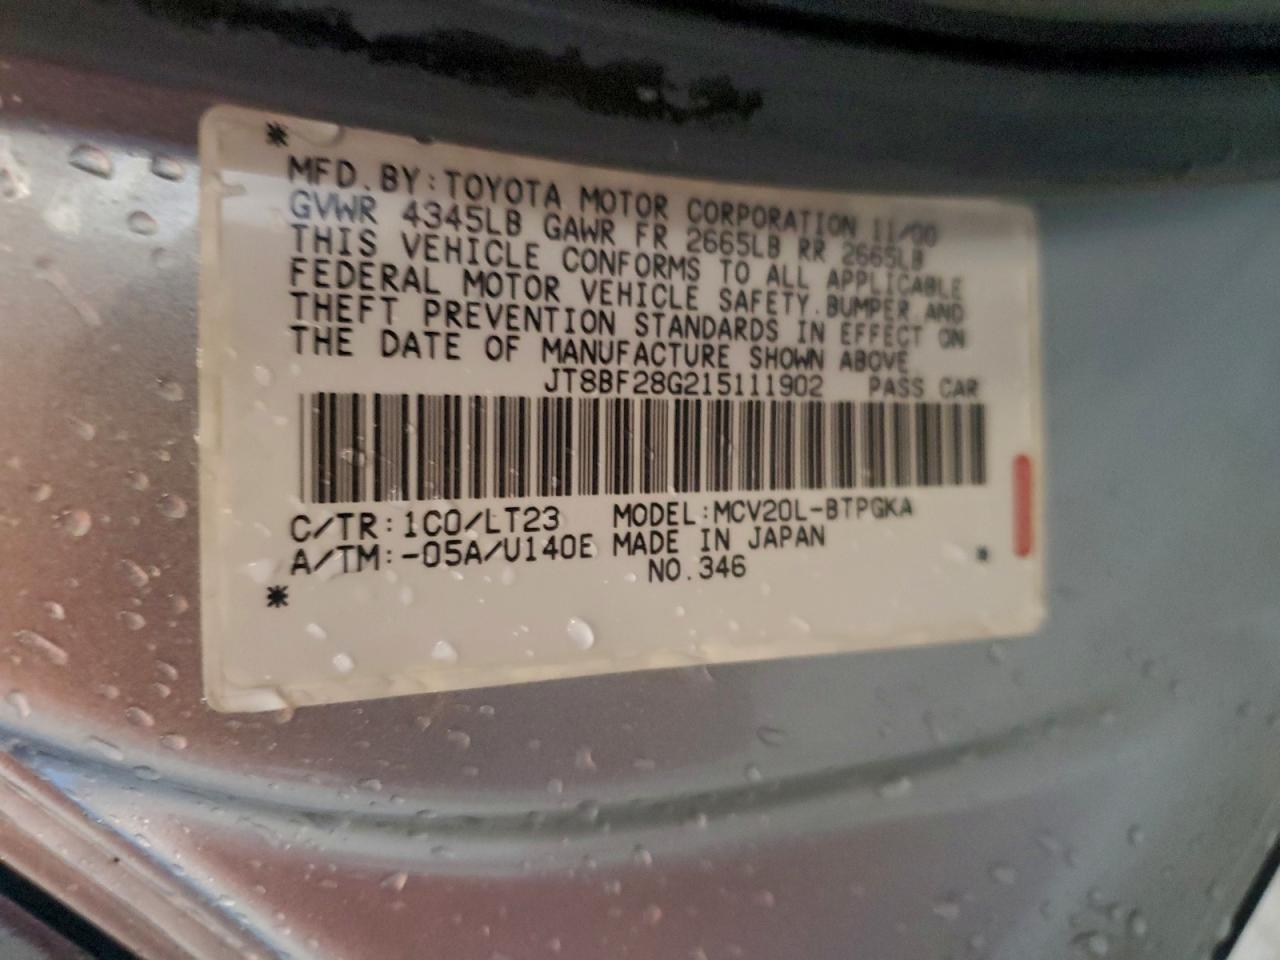 MFD. BY: TOYOTA MOTOR CORPORATION 11/00
GVWR 4345LB GAWR FR 2665LB RR 2665LB
THIS VEHICLE CONFORMS TO ALL APPLICABLE
FEDERAL MOTOR VEHICLE SAFETY, BUMPER AND
THEFT PREVENTION STANDARDS IN EFFECT ON
THE DATE OF MANUFACTURE SHOWN ABOVE
JT8BF28G215111902 PASS CAR
C/TR: 1C0/LT23 MODEL: MCV20L-BTPGKA
A/TM: -05A/U140E MADE IN JAPAN
NO. 346